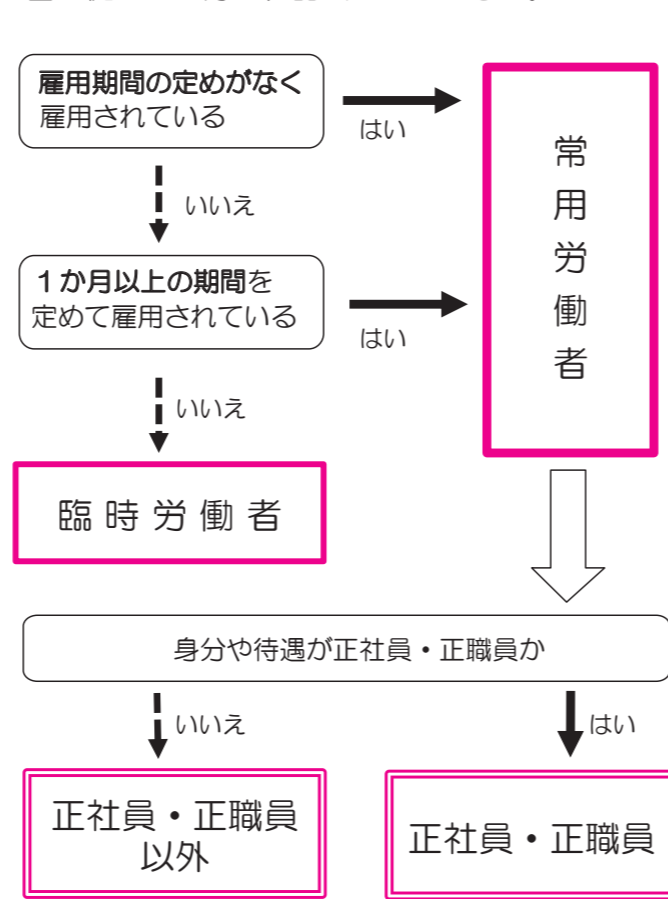 雇用期間の定めがなく
雇用されている
はい
常用労働者
いいえ
１か月以上の期間を
定めて雇用されている
はい
いいえ
臨時労働者
身分や待遇が正社員・正職員か
いいえ
はい
正社員・正職員
以外
正社員・正職員